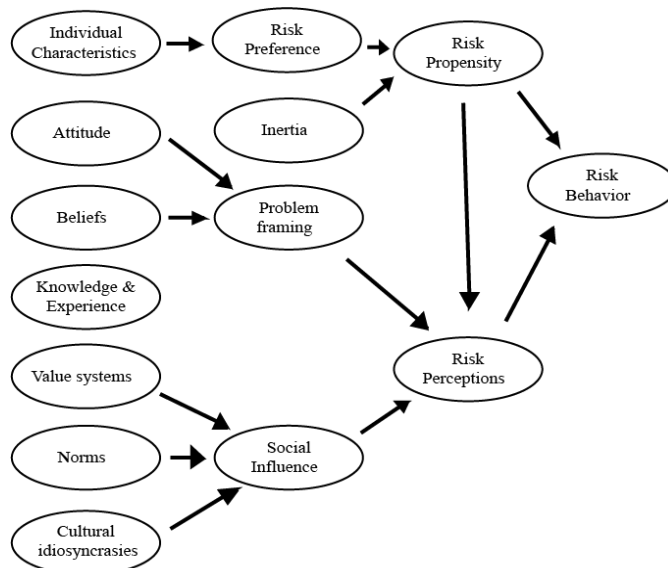 Individual
Characteristics
Risk
Preference
Risk
Propensity
Attitude
Inertia
Risk
Behavior
Beliefs
Problem
framing
Knowledge &
Experience
Value systems
Risk
Perceptions
Norms
Social
Influence
Cultural
idiosyncrasies